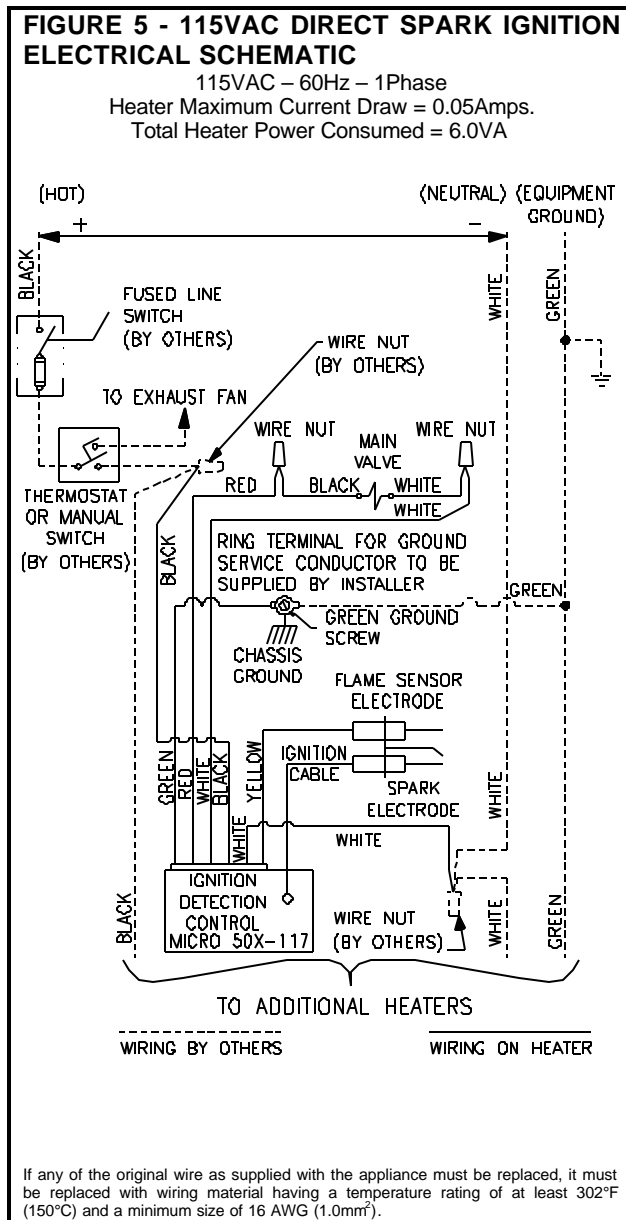 FIGURE 5 - 115VAC DIRECT SPARK IGNITION
ELECTRICAL SCHEMATIC
115VAC – 60Hz – 1Phase
Heater Maximum Current Draw = 0.05Amps.
Total Heater Power Consumed = 6.0VA
(HOT)
(NEUTRAL)
(EQUIPMENT
GROUND)
+
-
BLACK
WHITE
GREEN
FUSED LINE
SWITCH
(BY OTHERS)
WIRE NUT
(BY OTHERS)
TO EXHAUST FAN
WIRE NUT
MAIN
VALVE
WIRE NUT
RED
BLACK
WHITE
WHITE
THERMOSTAT
OR MANUAL
SWITCH
(BY OTHERS)
BLACK
RING TERMINAL FOR GROUND
SERVICE CONDUCTOR TO BE
SUPPLIED BY INSTALLER
GREEN
GREEN GROUND
SCREW
CHASSIS
GROUND
FLAME SENSOR
ELECTRODE
IGNITION
CABLE
SPARK
ELECTRODE
GREEN
RED
WHITE
BLACK
WHITE
YELLOW
WHITE
WHITE
IGNITION
DETECTION
CONTROL
MICRO 50X-117
WIRE NUT
(BY OTHERS)
BLACK
WHITE
GREEN
TO ADDITIONAL HEATERS
WIRING BY OTHERS
WIRING ON HEATER
If any of the original wire as supplied with the appliance must be replaced, it must
be replaced with wiring material having a temperature rating of at least 302°F
(150°C) and a minimum size of 16 AWG (1.0mm²).